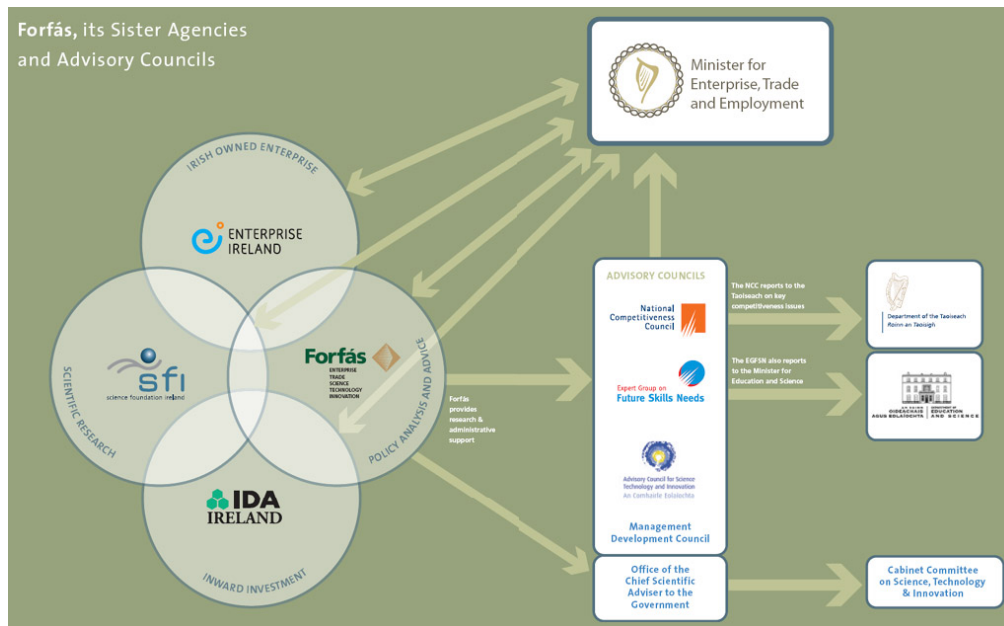 Forfás, its Sister Agencies
and Advisory Councils
Minister for
Enterprise, Trade
and Employment
IRISH OWNED ENTERPRISE
ENTERPRISE
IRELAND
SCIENTIFIC RESEARCH
sfi
science foundation ireland
Forfás
ENTERPRISE
TRADE
SCIENCE
TECHNOLOGY
INNOVATION
POLICY ANALYSIS AND ADVICE
IDA
IRELAND
INWARD INVESTMENT
Forfás
provides
research &
administrative
support
ADVISORY COUNCILS
National
Competitiveness
Council
Expert Group on
Future Skills Needs
Advisory Council for Science
Technology and Innovation
An Comhairle Eolaíochta
Management
Development Council
Office of the
Chief Scientific
Adviser to the
Government
The NCC reports to the
Taoiseach on key
competitiveness issues
The EGFSN also reports
to the Minister for
Education and Science
Department of the Taoiseach
Roinn an Taoisigh
AN ROINN
OIDEACHAIS
AGUS EOLAÍOCHTA
DEPARTMENT OF
EDUCATION
AND SCIENCE
Cabinet Committee
on Science, Technology
& Innovation